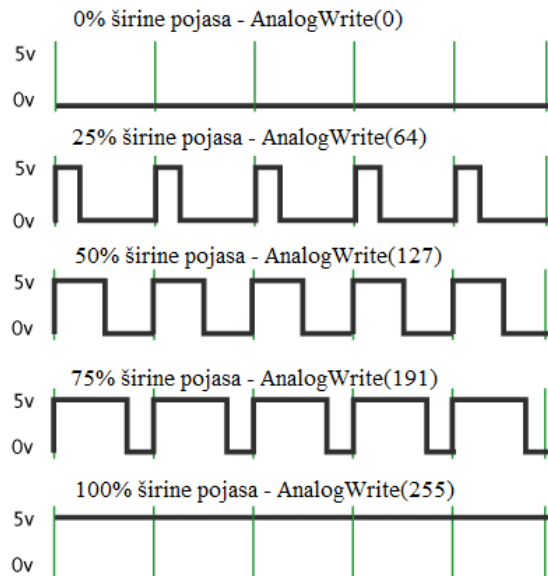 0% širine pojasa - AnalogWrite(0)
5v
0v
25% širine pojasa - AnalogWrite(64)
5v
0v
50% širine pojasa - AnalogWrite(127)
5v
0v
75% širine pojasa - AnalogWrite(191)
5v
0v
100% širine pojasa - AnalogWrite(255)
5v
0v